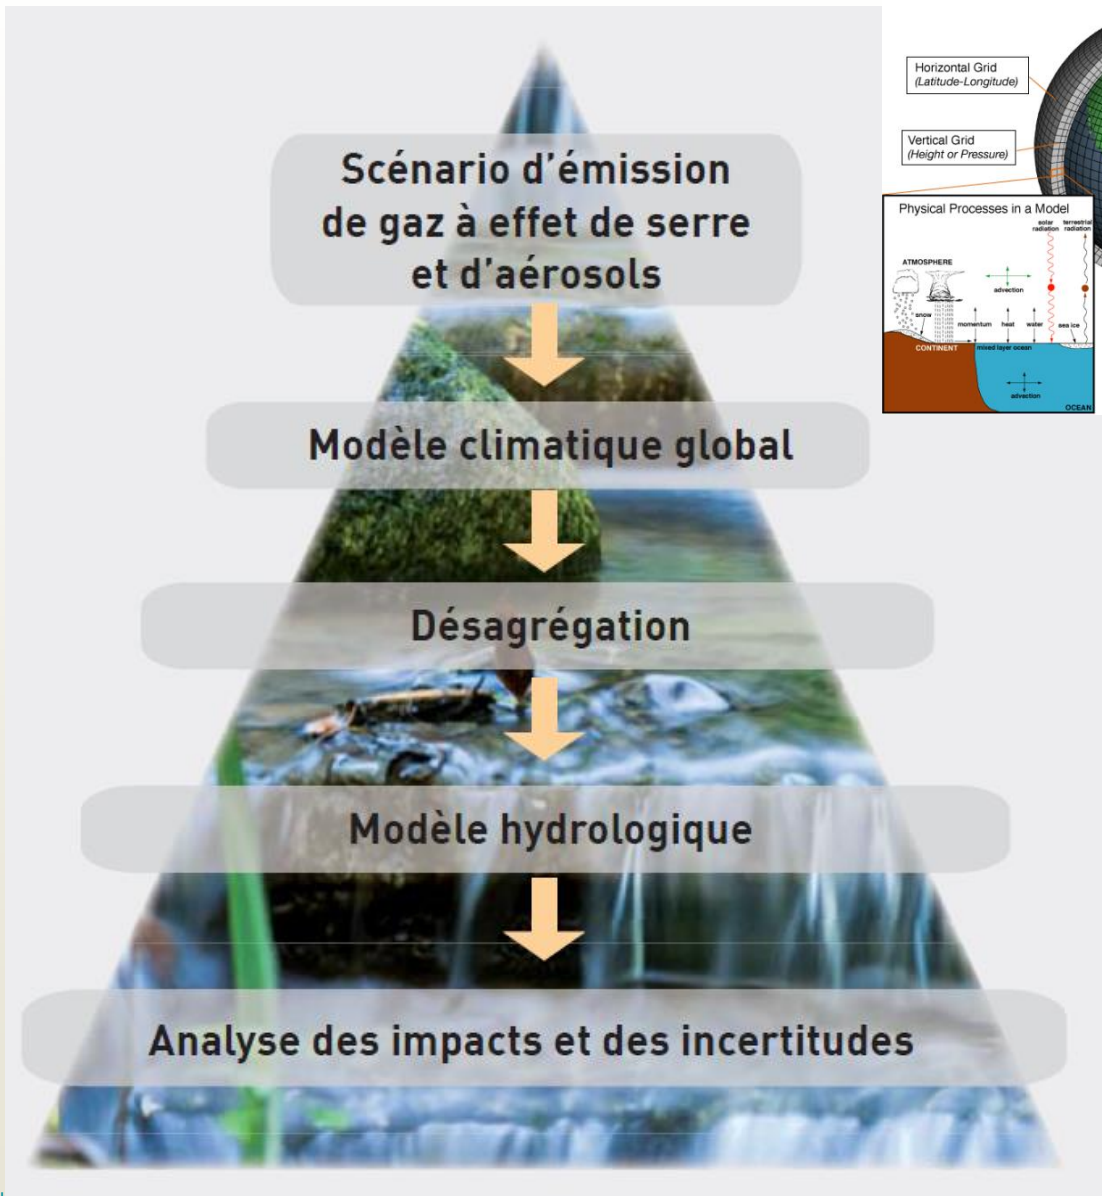 Scénario d'émission
de gaz à effet de serre
et d'aérosols
Modèle climatique global
Désagrégation
Modèle hydrologique
Analyse des impacts et des incertitudes
Horizontal Grid
(Latitude-Longitude)
Vertical Grid
(Height or Pressure)
Physical Processes in a Model
solar
radiation
terrestrial
radiation
ATMOSPHERE
advection
snow
momentum
heat
water
sea ice
CONTINENT
mixed layer ocean
advection
OCEAN